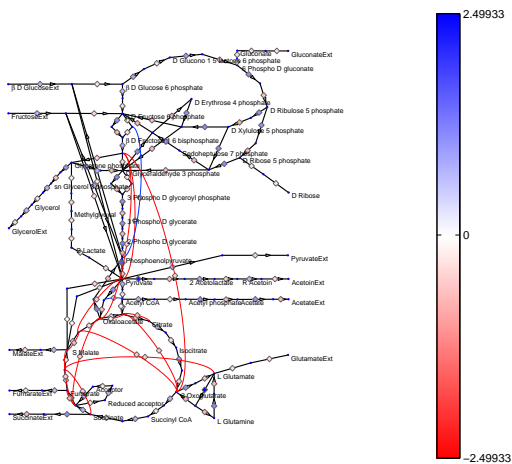 2.49933
Gluconate
GluconateExt
D Glucono 1 5 lactone 6 phosphate
6 Phospho D gluconate
β D GlucoseExt
β D Glucose 6 phosphate
D Erythrose 4 phosphate
D Ribulose 5 phosphate
FructoseExt
β D Fructose 6 phosphate
D Xylulose 5 phosphate
β D Fructose 1 6 bisphosphate
Sedoheptulose 7 phosphate
D Ribose 5 phosphate
D Glyceraldehyde 3 phosphate
sn Glycerol 3 phosphate
D Ribose
3 Phospho D glyceroyl phosphate
Glycerol
Methylglyoxal
3 Phospho D glycerate
GlycerolExt
2 Phospho D glycerate
0
D Lactate
Phosphoenolpyruvate
PyruvateExt
Pyruvate
2 Acetolactate
R Acetoin
AcetoinExt
Acetyl CoA
Acetyl phosphate
Acetate
AcetateExt
Oxaloacetate
Citrate
MalateExt
S Malate
Isocitrate
GlutamateExt
L Glutamate
FumarateExt
Fumarate
Acceptor
2 Oxoglutarate
Reduced acceptor
SuccinateExt
Succinate
Succinyl CoA
L Glutamine
−2.49933